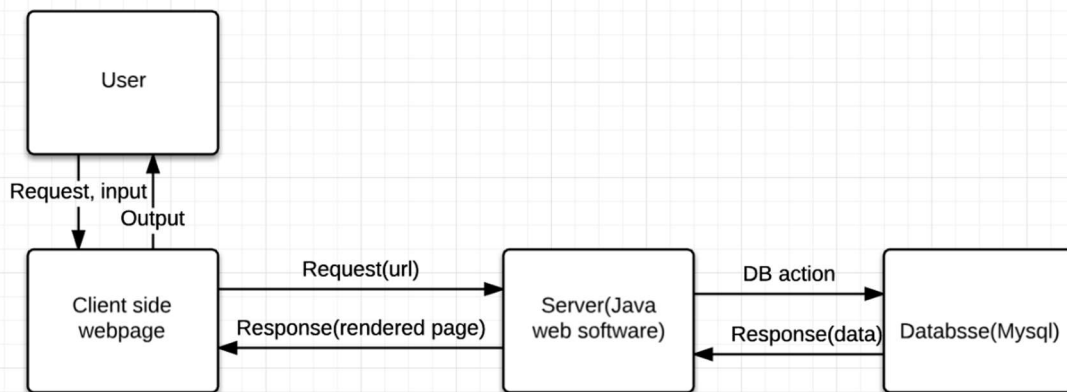 User
Request, input
Output
Client side
webpage
Request(url)
Response(rendered page)
Server(Java
web software)
DB action
Response(data)
Databsse(Mysql)